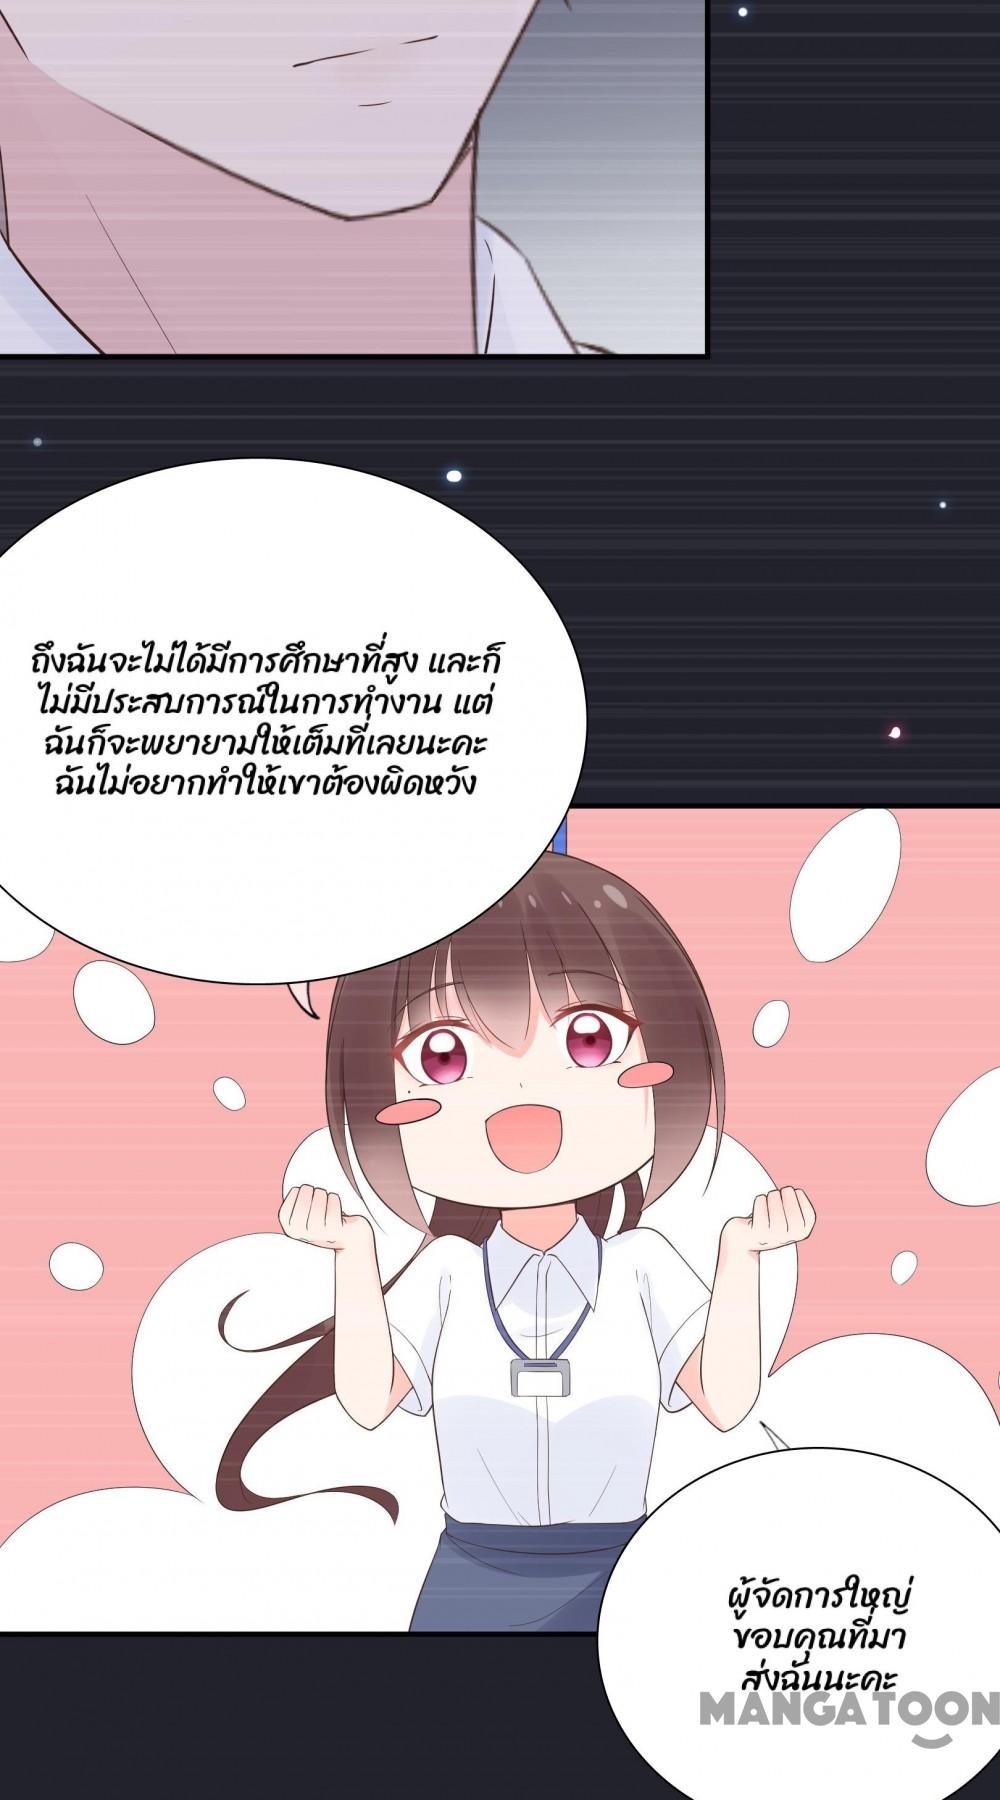 ถึงฉันจะไม่ได้มีการศึกษาที่สูง และก็
ไม่มีประสบการณ์ในการทำงาน แต่
ฉันก็จะพยายามให้เต็มที่เลยนะคะ
ฉันไม่อยากทำให้เขาต้องผิดหวัง
ผู้จัดการใหญ่
ขอบคุณที่มา
ส่งฉันนะคะ
MANGATOON